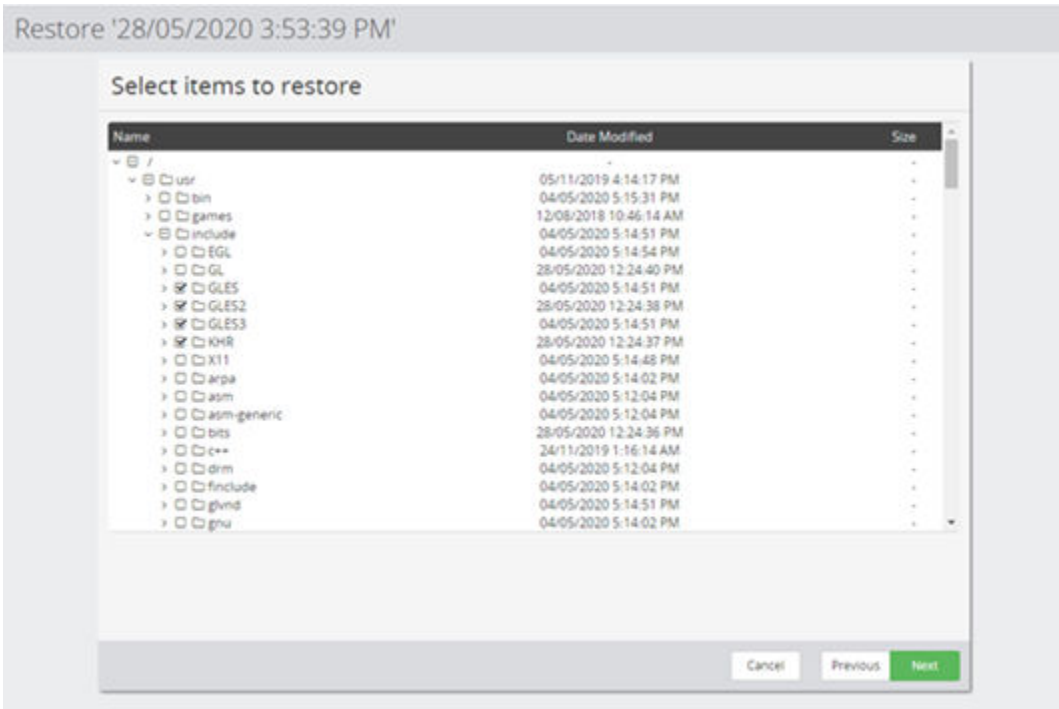 Restore '28/05/2020 3:53:39 PM'
Select items to restore
Name Date Modified Size
/ - -
usr 05/11/2019 4:14:17 PM -
bin 04/05/2020 5:15:31 PM -
games 12/08/2018 10:46:14 AM -
include 04/05/2020 5:14:51 PM -
EGL 04/05/2020 5:14:54 PM -
GL 28/05/2020 12:24:40 PM -
GLES 04/05/2020 5:14:51 PM -
GLES2 28/05/2020 12:24:38 PM -
GLES3 04/05/2020 5:14:51 PM -
KHR 28/05/2020 12:24:37 PM -
X11 04/05/2020 5:14:48 PM -
arpa 04/05/2020 5:14:02 PM -
asm 04/05/2020 5:12:04 PM -
asm-generic 04/05/2020 5:12:04 PM -
bits 28/05/2020 12:24:36 PM -
c++ 24/11/2019 1:16:14 AM -
drm 04/05/2020 5:12:04 PM -
finclude 04/05/2020 5:14:02 PM -
glvnd 04/05/2020 5:14:51 PM -
gnu 04/05/2020 5:14:02 PM -
Cancel Previous Next